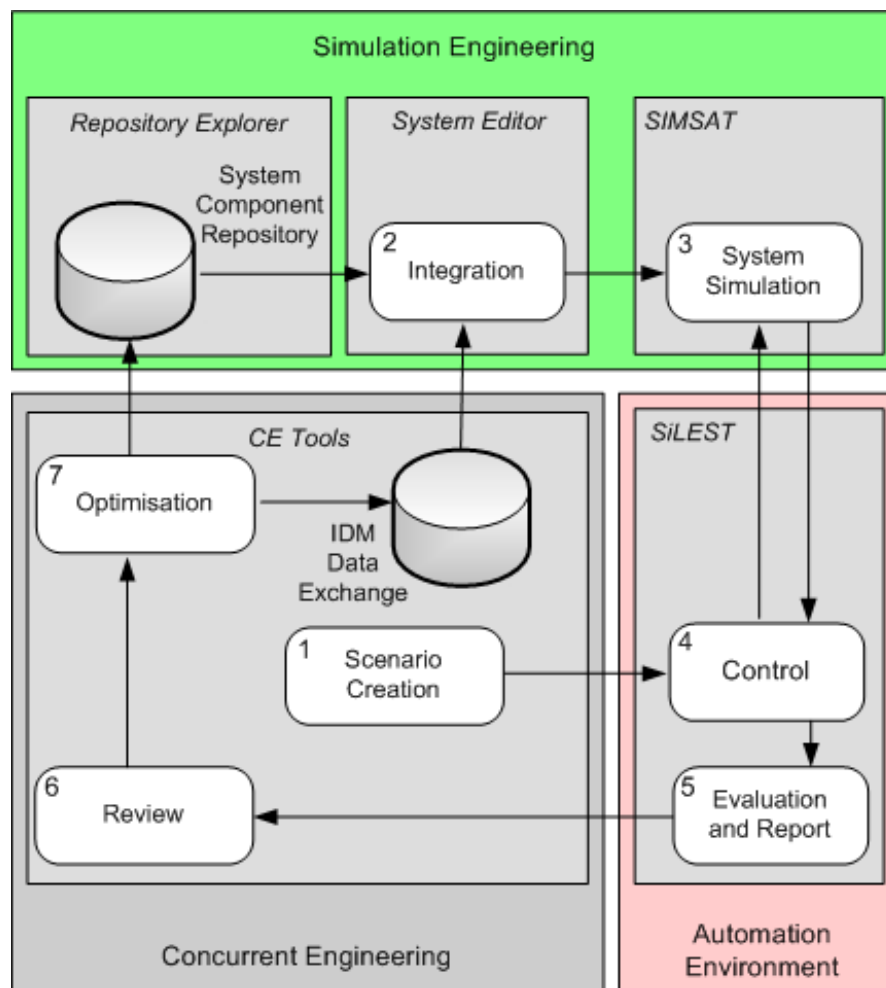 Simulation Engineering
Repository Explorer
System
Component
Repository
System Editor
2
Integration
SIMSAT
3
System
Simulation
CE Tools
7
Optimisation
IDM
Data
Exchange
1
Scenario
Creation
6
Review
Concurrent Engineering
SiLEST
4
Control
5
Evaluation
and Report
Automation
Environment